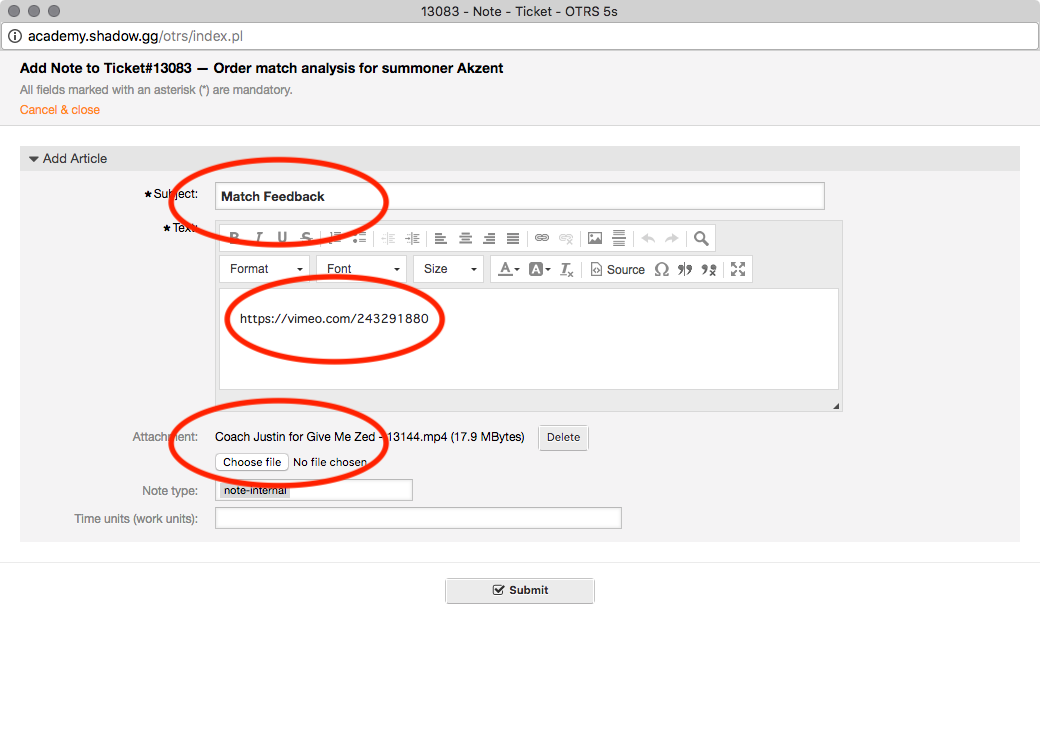 13083 - Note - Ticket - OTRS 5s
academy.shadow.gg/otrs/index.pl
Add Note to Ticket#13083 — Order match analysis for summoner Akzent
All fields marked with an asterisk (*) are mandatory.
Cancel & close
Add Article
* Subject: Match Feedback
* Text:
B I U S
Format Font Size A A Tx Source Ω
https://vimeo.com/243291880
Attachment: Coach Justin for Give Me Zed - 13144.mp4 (17.9 MBytes) Delete
Choose file No file chosen
Note type: note-internal
Time units (work units):
Submit